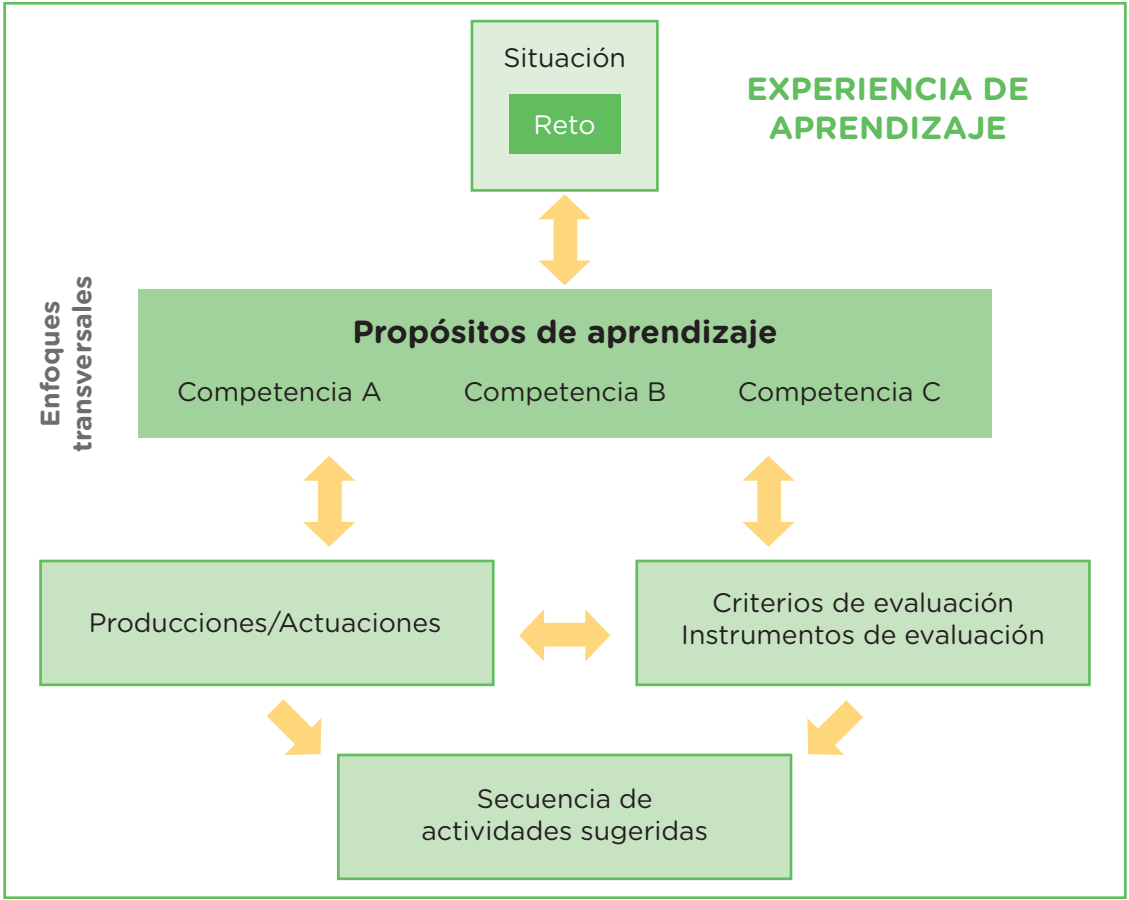 Situación
Reto
EXPERIENCIA DE
APRENDIZAJE
Enfoques
transversales
Propósitos de aprendizaje
Competencia A
Competencia B
Competencia C
Producciones/Actuaciones
Criterios de evaluación
Instrumentos de evaluación
Secuencia de
actividades sugeridas